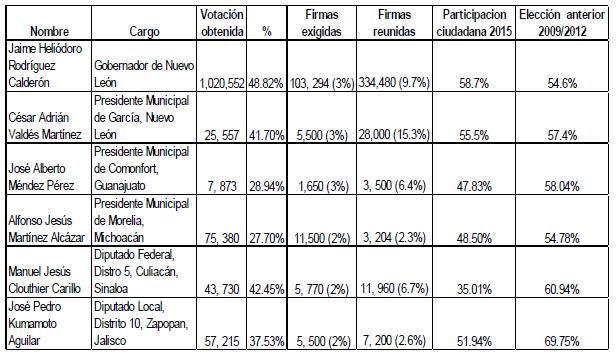 Nombre Cargo Votación obtenida % Firmas exigidas Firmas reunidas Participacion ciudadana 2015 Elección anterior 2009/2012
Jaime Heliódoro Rodríguez Calderón Gobernador de Nuevo León 1,020,552 48.82% 103, 294 (3%) 334,480 (9.7%) 58.7% 54.6%
César Adrián Valdés Martínez Presidente Municipal de García, Nuevo León 25, 557 41.70% 5,500 (3%) 28,000 (15.3%) 55.5% 57.4%
José Alberto Méndez Pérez Presidente Municipal de Comonfort, Guanajuato 7, 873 28.94% 1,650 (3%) 3, 500 (6.4%) 47.83% 58.04%
Alfonso Jesús Martínez Alcázar Presidente Municipal de Morelia, Michoacán 75, 380 27.70% 11,500 (2%) 3, 204 (2.3%) 48.50% 54.78%
Manuel Jesús Clouthier Carillo Diputado Federal, Distro 5, Culiacán, Sinaloa 43, 730 42.45% 5, 770 (2%) 11, 960 (6.7%) 35.01% 60.94%
José Pedro Kumamoto Aguilar Diputado Local, Distrito 10, Zapopan, Jalisco 57, 215 37.53% 5, 500 (2%) 7, 200 (2.6%) 51.94% 69.75%